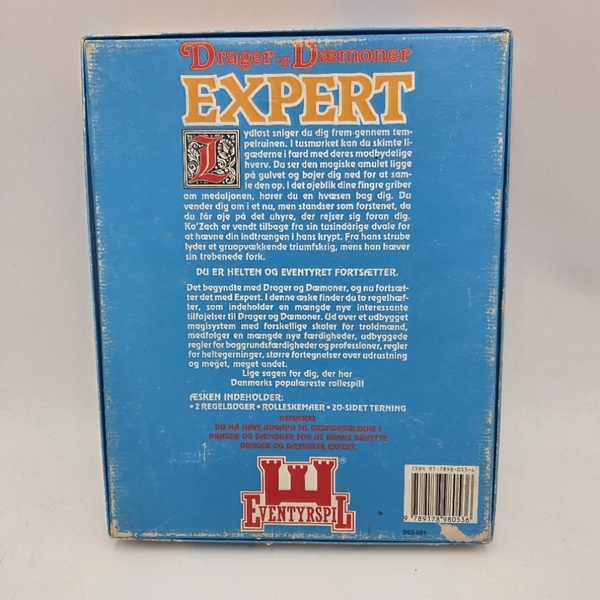 Drager og Dæmoner
EXPERT
Lydløst sniger du dig frem gennem tem-
pelruinen. I tusmørket kan du skimte li-
gæderne i færd med deres modbydelige
hverv. Du ser den magiske amulet ligge
på gulvet og bøjer dig ned for at sam-
le den op. I det øjeblik dine fingre griber
om medaljonen, hører du en hvæsen bag dig. Du
vender dig om i et nu, men standser som forstenet, da
du får øje på det uhyre, der rejser sig foran dig.
Ko'Zach er vendt tilbage fra sin tusindårige dvale for
at hævne din indtrængen i hans krypt. Fra hans strube
lyder et gruopvækkende triumfskrig, mens han hæver
sin trebenede fork.
DU ER HELTEN OG EVENTYRET FORTSÆTTER.
Det begyndte med Drager og Dæmoner, og nu fortsæt-
ter det med Expert. I denne æske finder du to regelhæf-
ter, som indeholder en mængde nye interessante
tilføjelser til Drager og Dæmoner. Ud over et udbygget
magisystem med forskellige skoler for troldmænd,
medfølger en mængde nye færdigheder, udbyggede
regler for baggrundsfærdigheder og professioner, regler
for heltegerninger, større fortegnelser over udrustning
og meget, meget andet.
Lige sagen for dig, der har
Danmarks populæreste rollespil!
ÆSKEN INDEHOLDER:
• 2 REGELBØGER • ROLLESKEMAER • 20-SIDET TERNING
BEMÆRK!
DU MÅ HAVE ADGANG TIL GRUNDREGLERNE I
DRAGER OG DÆMONER FOR AT KUNNE BENYTTE
DRAGER OG DÆMONER EXPERT.
®
EVENTYRSPIL
ISBN 91-7898-053-6
9 789178 980536
D02-001